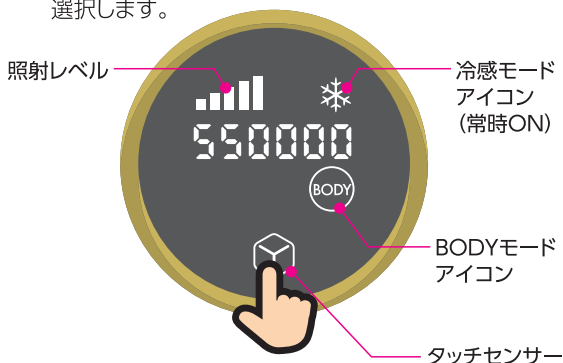 選択します。
照射レベル
冷感モード
アイコン
（常時ON）
550000
BODY
BODYモード
アイコン
タッチセンサー